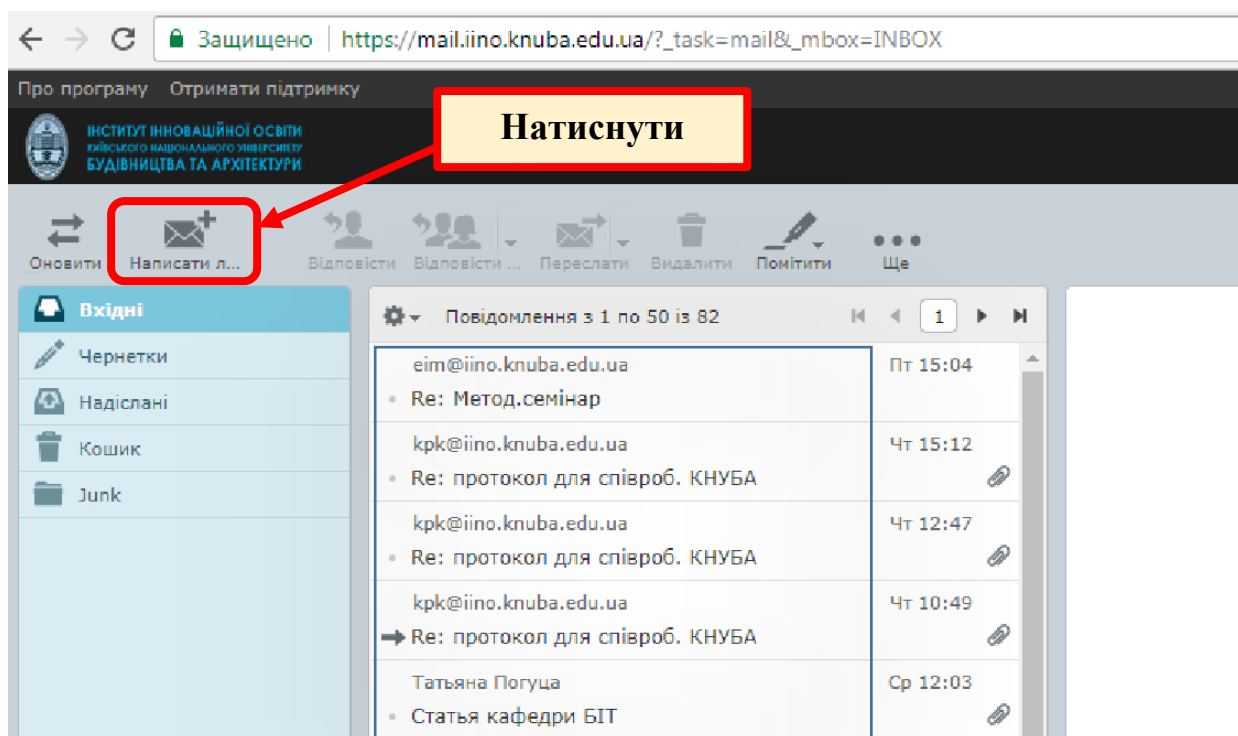 Защищено https://mail.iino.knuba.edu.ua/?_task=mail&_mbox=INBOX
Про програму Отримати підтримку
Натиснути
ІНСТИТУТ ІННОВАЦІЙНОЇ ОСВІТИ
КИЇВСЬКОГО НАЦІОНАЛЬНОГО УНІВЕРСИТЕТУ
БУДІВНИЦТВА ТА АРХІТЕКТУРИ
Оновити Написати л... Відповісти Відповісти ... Переслати Видалити Помітити Ще
Вхідні
Чернетки
Надіслані
Кошик
Junk
Повідомлення з 1 по 50 із 82 1
eim@iino.knuba.edu.ua Пт 15:04
Re: Метод.семінар
kpk@iino.knuba.edu.ua Чт 15:12
Re: протокол для співроб. КНУБА
kpk@iino.knuba.edu.ua Чт 12:47
Re: протокол для співроб. КНУБА
kpk@iino.knuba.edu.ua Чт 10:49
Re: протокол для співроб. КНУБА
Татьяна Погуца Ср 12:03
Статья кафедри БІТ